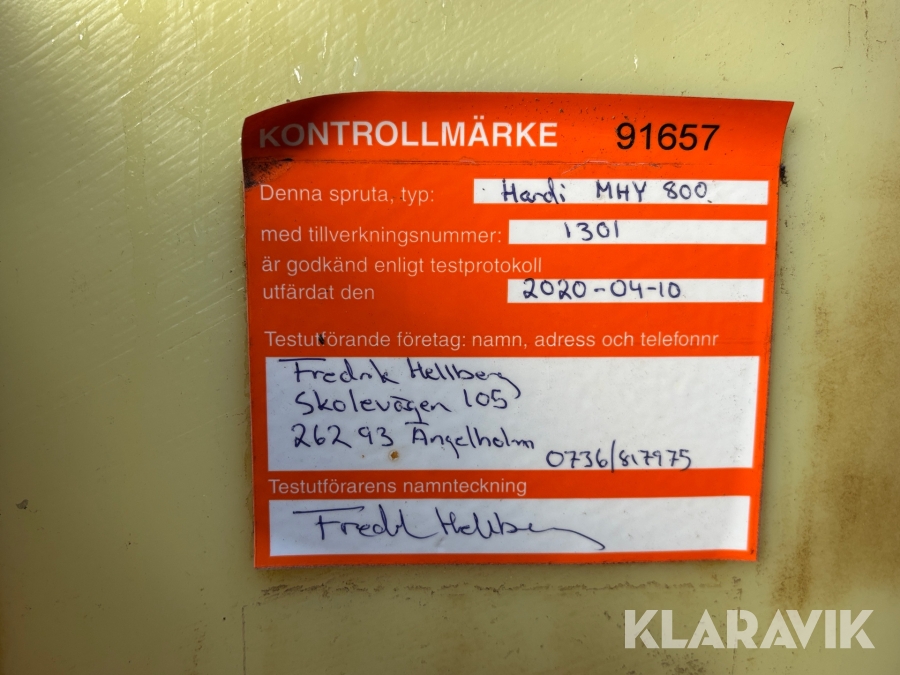 KONTROLLMÄRKE 91657
Denna spruta, typ: Hardi MHY 800.
med tillverkningsnummer: 1301
är godkänd enligt testprotokoll
utfärdat den 2020-04-10
Testutförande företag: namn, adress och telefonnr
Fredrik Hellberg
Skolevägen 105
262 93 Ängelholm
0736/817975
Testutförarens namnteckning
Fredrik Hellberg
KLARAVIK